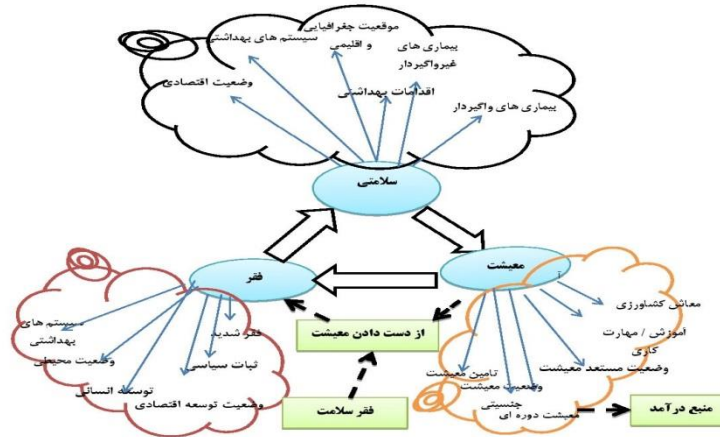 موقعیت جغرافیایی
و اقلیمی
سیستم های بهداشتی
بیماری های
غیرواگیردار
وضعیت اقتصادی
اقدامات بهداشتی
بیماری های واگیردار
سلامتی
فقر
معیشت
آ
معاش کشاورزی
آموزش / مهارت
کاری
وضعیت مستعد معیشت
تامین معیشت
وضعیت معیشت
جنسیتی
معیشت دوره ای
منبع درآمد
از دست دادن معیشت
فقر سلامت
سیستم های
بهداشتی
وضعیت محیطی
توسعه انسانی
فقر شدید
ثبات سیاسی
وضعیت توسعه اقتصادی